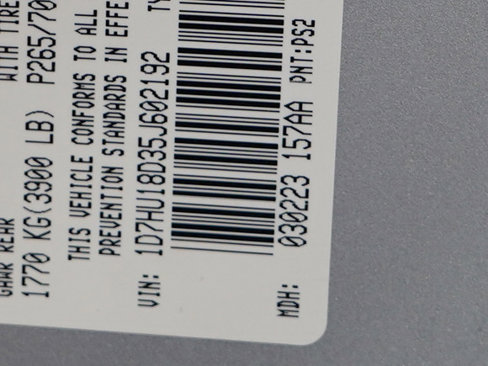 WITH TIRE
GAWR REAR
1770 KG(3900 LB) P265/70
THIS VEHICLE CONFORMS TO ALL
PREVENTION STANDARDS IN EFFE
VIN: 1D7HU18D35J602192 TY
MDH: 030223 157AA PNT:PS2